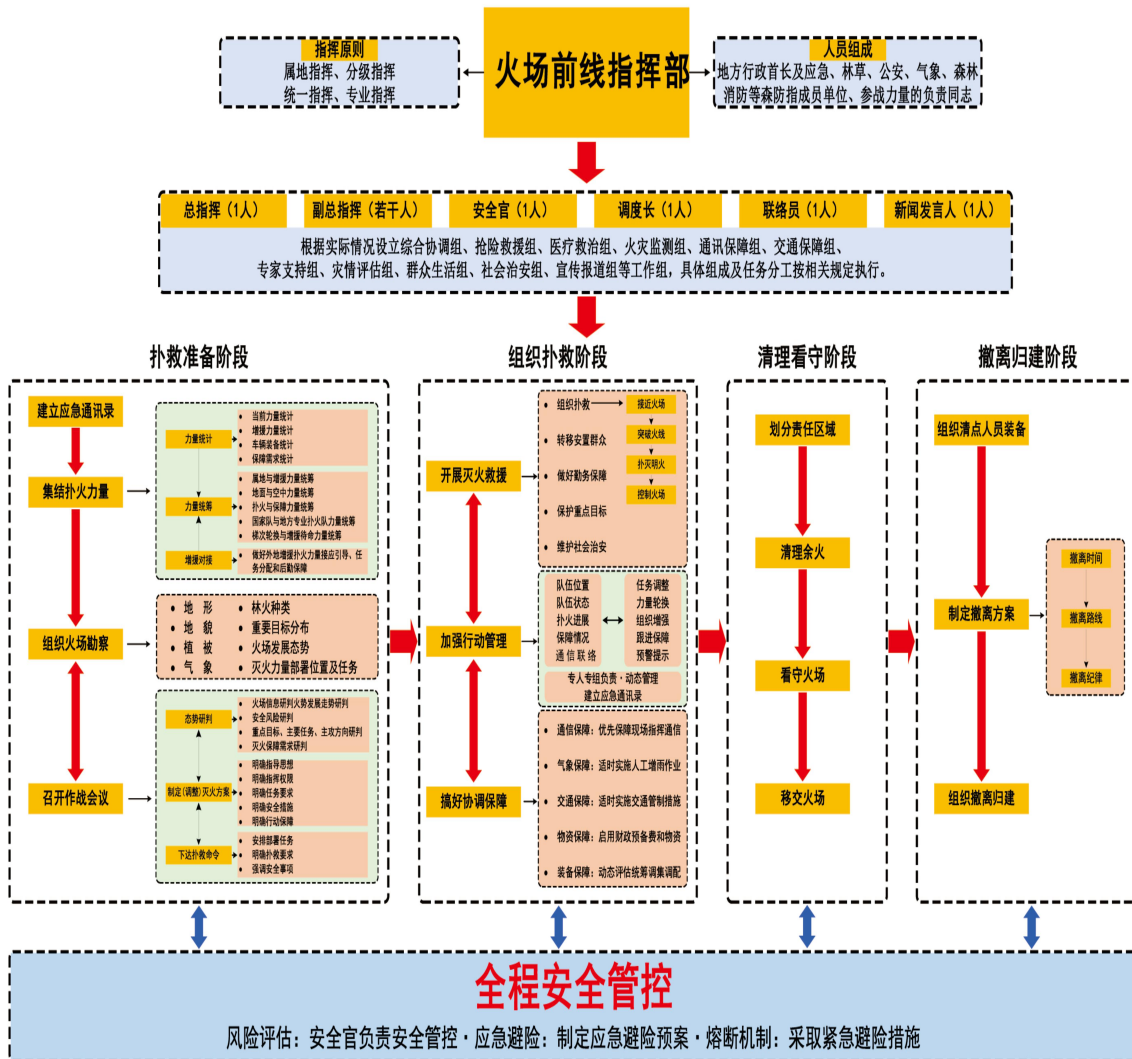 火场前线指挥部
指挥原则
属地指挥、分级指挥
统一指挥、专业指挥
人员组成
地方行政首长及应急、林草、公安、气象、森林
消防等森防指成员单位、参战力量的负责同志
总指挥（1人）
副总指挥（若干人）
安全官（1人）
调度长（1人）
联络员（1人）
新闻发言人（1人）
根据实际情况设立综合协调组、抢险救援组、医疗救治组、火灾监测组、通讯保障组、交通保障组、
专家支持组、灾情评估组、群众生活组、社会治安组、宣传报道组等工作组，具体组成及任务分工按相关规定执行。
扑救准备阶段
建立应急通讯录
集结扑火力量
组织火场勘察
召开作战会议
力量统计
• 当前力量统计
• 增援力量统计
• 车辆装备统计
• 保障需求统计
力量统筹
• 属地与增援力量统筹
• 地面与空中力量统筹
• 扑火与保障力量统筹
• 国家队与地方专业扑火队力量统筹
• 梯次轮换与增援待命力量统筹
增援对接
• 做好外地增援扑火力量接应引导、任
务分配和后勤保障
• 地 形 • 林火种类
• 地 貌 • 重要目标分布
• 植 被 • 火场发展态势
• 气 象 • 灭火力量部署位置及任务
态势研判
• 火场信息研判火势发展走势研判
• 安全风险研判
• 重点目标、主要任务、主攻方向研判
• 灭火保障需求研判
制定（调整）灭火方案
• 明确指导思想
• 明确指挥权限
• 明确任务要求
• 明确安全措施
• 明确行动保障
下达扑救命令
• 安排部署任务
• 明确扑救要求
• 强调安全事项
组织扑救阶段
开展灭火救援
加强行动管理
搞好协调保障
• 组织扑救
• 转移安置群众
• 做好勤务保障
• 保护重点目标
• 维护社会治安
接近火场
突破火线
扑灭明火
控制火场
队伍位置
队伍状态
扑火进展
保障情况
通信联络
任务调整
力量轮换
组织增强
跟进保障
预警提示
专人专组负责·动态管理
建立应急通讯录
• 通信保障：优先保障现场指挥通信
• 气象保障：适时实施人工增雨作业
• 交通保障：适时实施交通管制措施
• 物资保障：启用财政预备费和物资
• 装备保障：动态评估统筹调集调配
清理看守阶段
划分责任区域
清理余火
看守火场
移交火场
撤离归建阶段
组织清点人员装备
制定撤离方案
组织撤离归建
撤离时间
撤离路线
撤离纪律
全程安全管控
风险评估：安全官负责安全管控·应急避险：制定应急避险预案·熔断机制：采取紧急避险措施